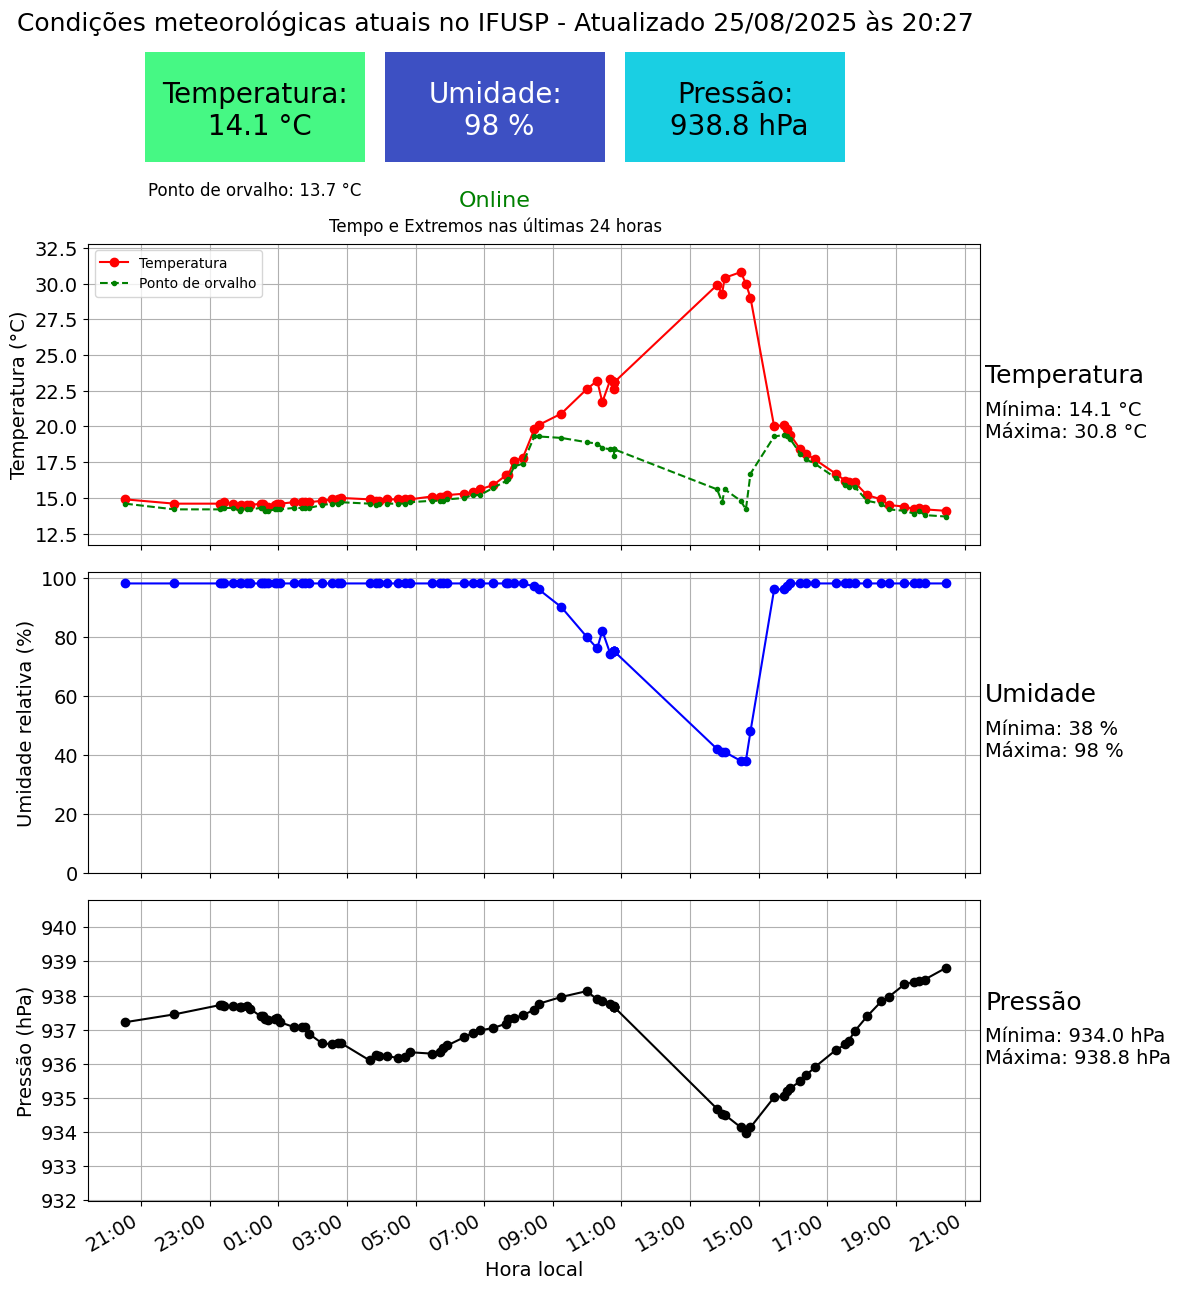 Condições meteorológicas atuais no IFUSP - Atualizado 25/08/2025 às 20:27
Temperatura:
14.1 °C
Umidade:
98 %
Pressão:
938.8 hPa
Ponto de orvalho: 13.7 °C
Online
Tempo e Extremos nas últimas 24 horas
Temperatura (°C)
32.5
30.0
27.5
25.0
22.5
20.0
17.5
15.0
12.5
Temperatura
Ponto de orvalho
Temperatura
Mínima: 14.1 °C
Máxima: 30.8 °C
Umidade relativa (%)
100
80
60
40
20
0
Umidade
Mínima: 38 %
Máxima: 98 %
Pressão (hPa)
940
939
938
937
936
935
934
933
932
Pressão
Mínima: 934.0 hPa
Máxima: 938.8 hPa
21:00
23:00
01:00
03:00
05:00
07:00
09:00
11:00
13:00
15:00
17:00
19:00
21:00
Hora local